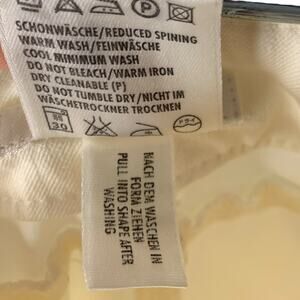 SCHONWÄSCHE/REDUCED SPINING
WARM WASH/FEINWÄSCHE
COOL MINIMUM WASH
DO NOT BLEACH/WARM IRON
DRY CLEANABLE (P)
DO NOT TUMBLE DRY/NICHT IM
WÄSCHETROCKNER TROCKNEN
30
NACH DEM WASCHEN IN
FORM ZIEHEN
PULL INTO SHAPE AFTER
WASHING